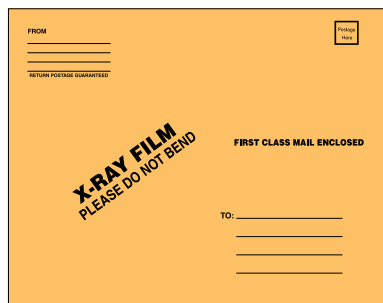 FROM
Postage
Here
RETURN POSTAGE GUARANTEED
X-RAY FILM
PLEASE DO NOT BEND
FIRST CLASS MAIL ENCLOSED
TO: